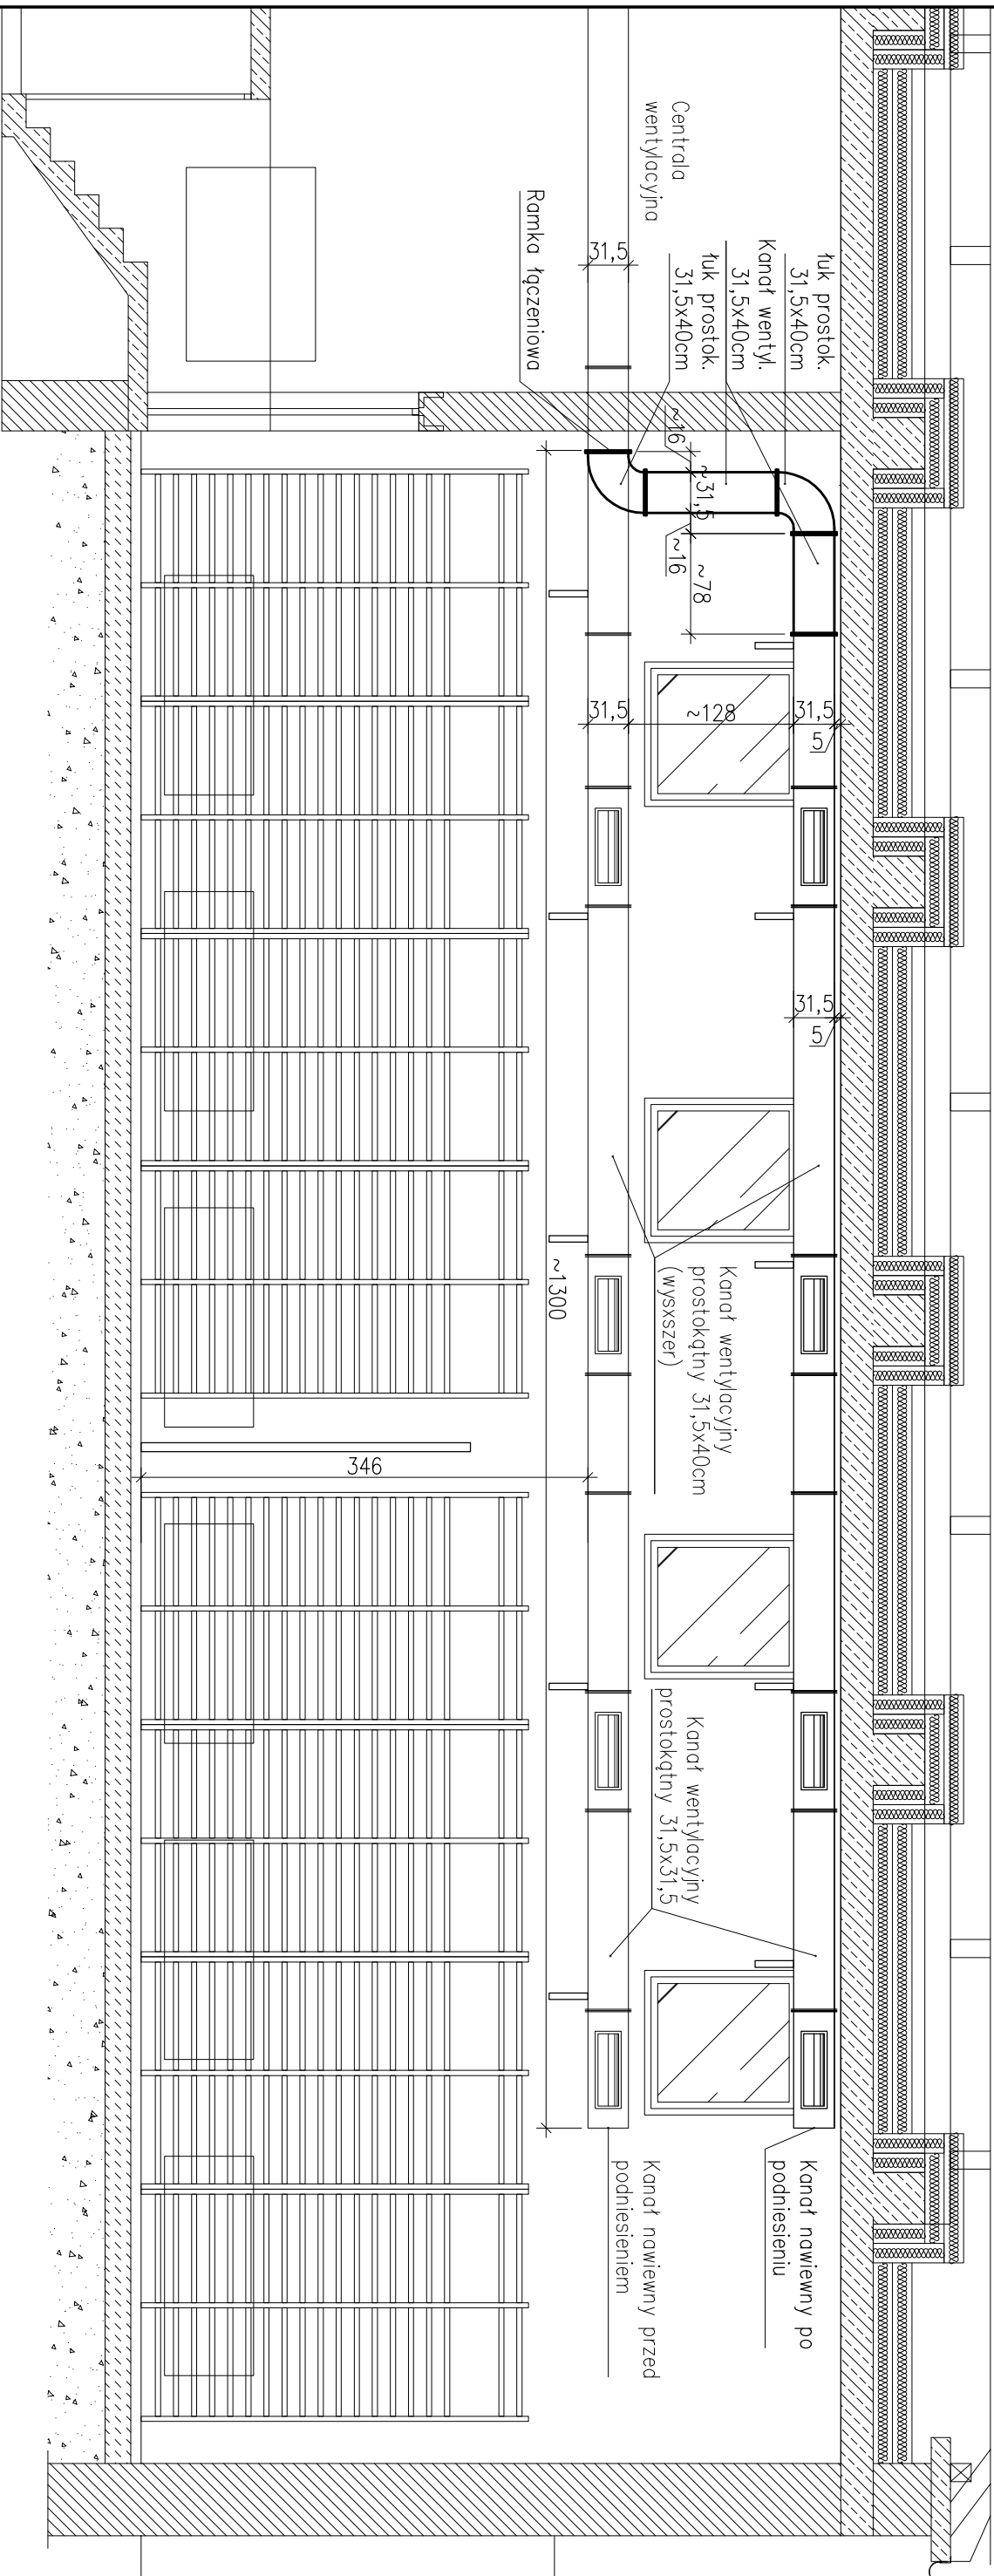 Centrala
wentylacyjna
Ramka łączeniowa
łuk prostok.
31,5x40cm
Kanał wentyl.
31,5x40cm
łuk prostok.
31,5x40cm
31,5
~16
~31,5
~16
~78
31,5
~128
31,5
5
31,5
5
~1300
346
Kanał wentylacyjny
prostokątny 31,5x40cm
(wysxszer)
Kanał wentylacyjny
prostokątny 31,5x31,5
Kanał nawiewny po
podniesieniu
Kanał nawiewny przed
podniesieniem